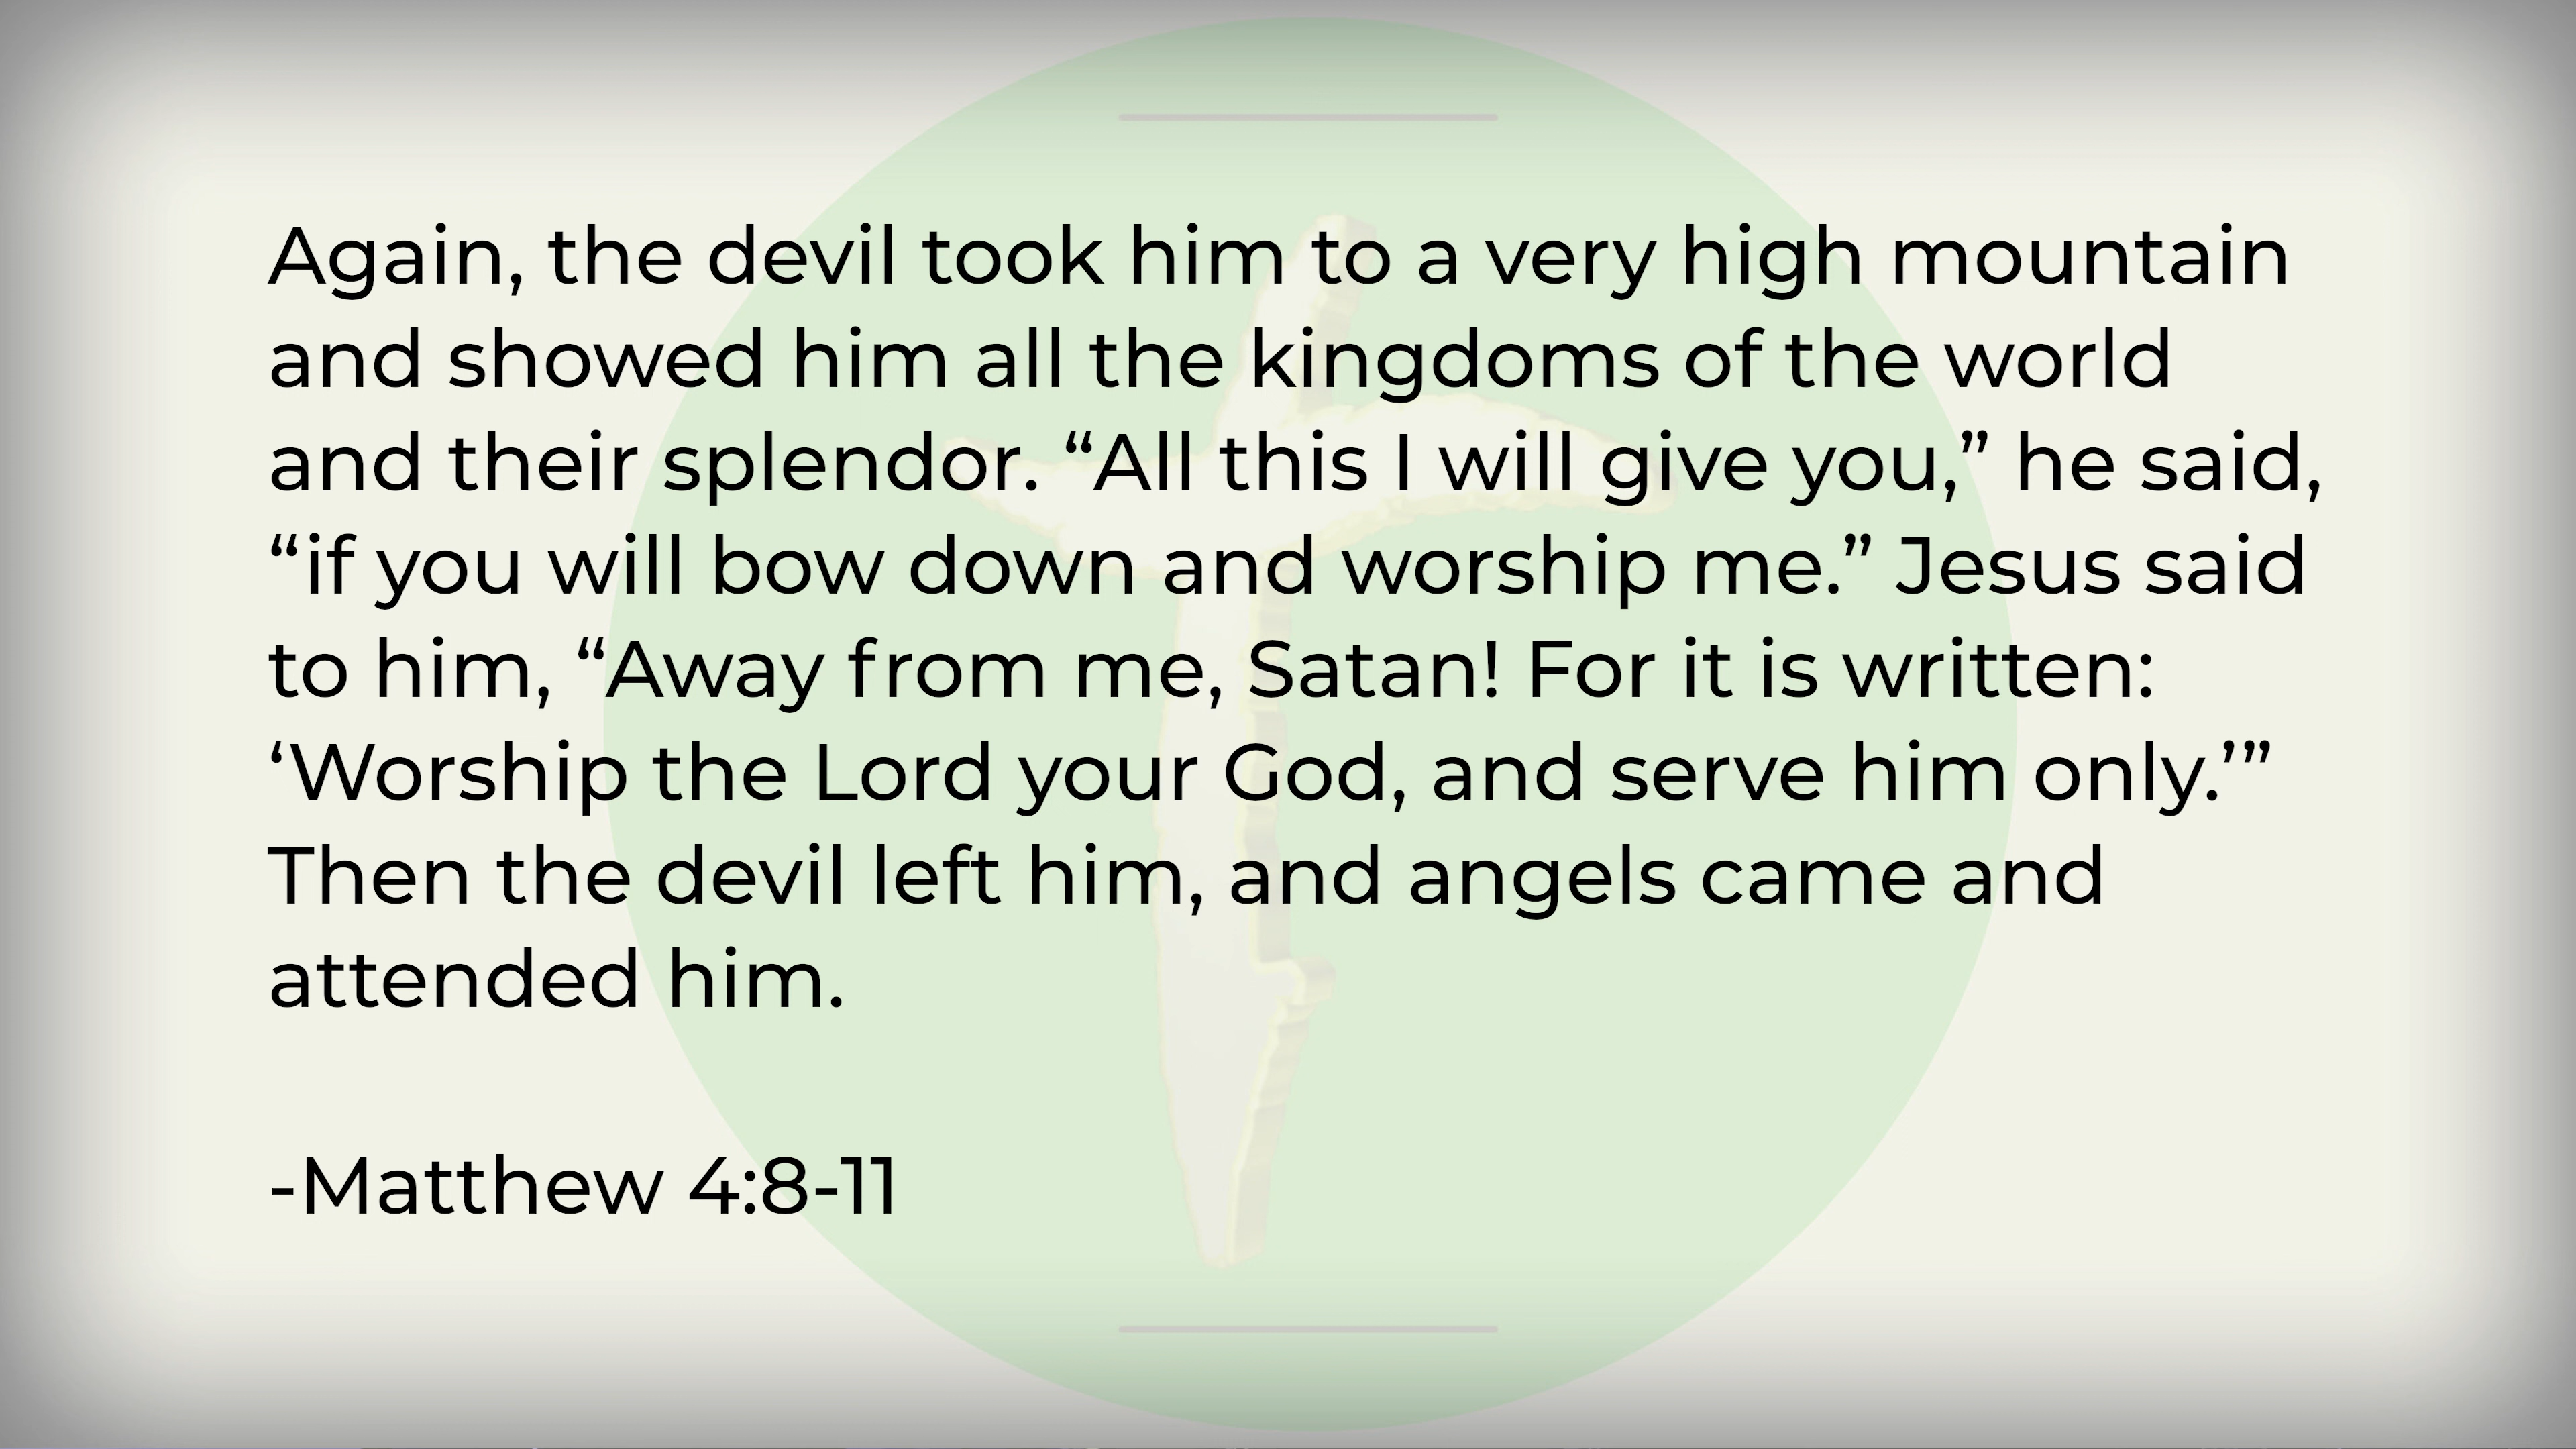 Again, the devil took him to a very high mountain
and showed him all the kingdoms of the world
and their splendor. “All this I will give you,” he said,
“if you will bow down and worship me.” Jesus said
to him, “Away from me, Satan! For it is written:
‘Worship the Lord your God, and serve him only.’”
Then the devil left him, and angels came and
attended him.
-Matthew 4:8-11